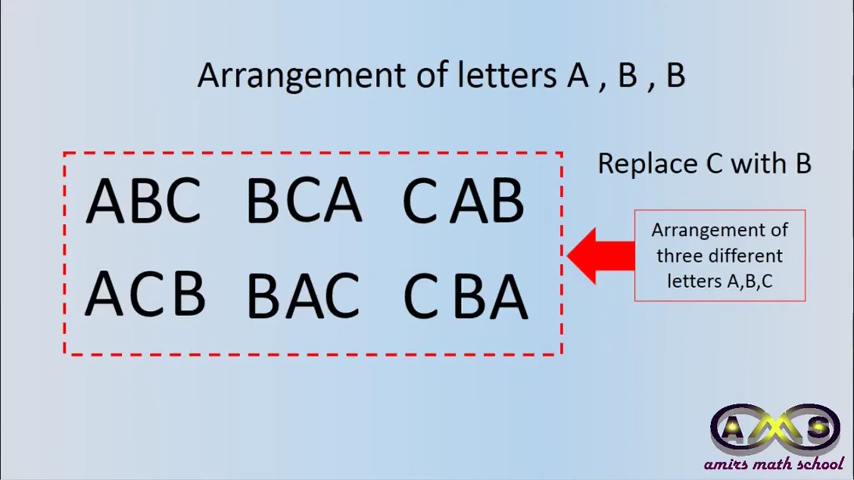 Arrangement of letters A , B , B
Replace C with B
ABC BCA CAB
ACB BAC CBA
Arrangement of
three different
letters A,B,C
AMS
amirs math school